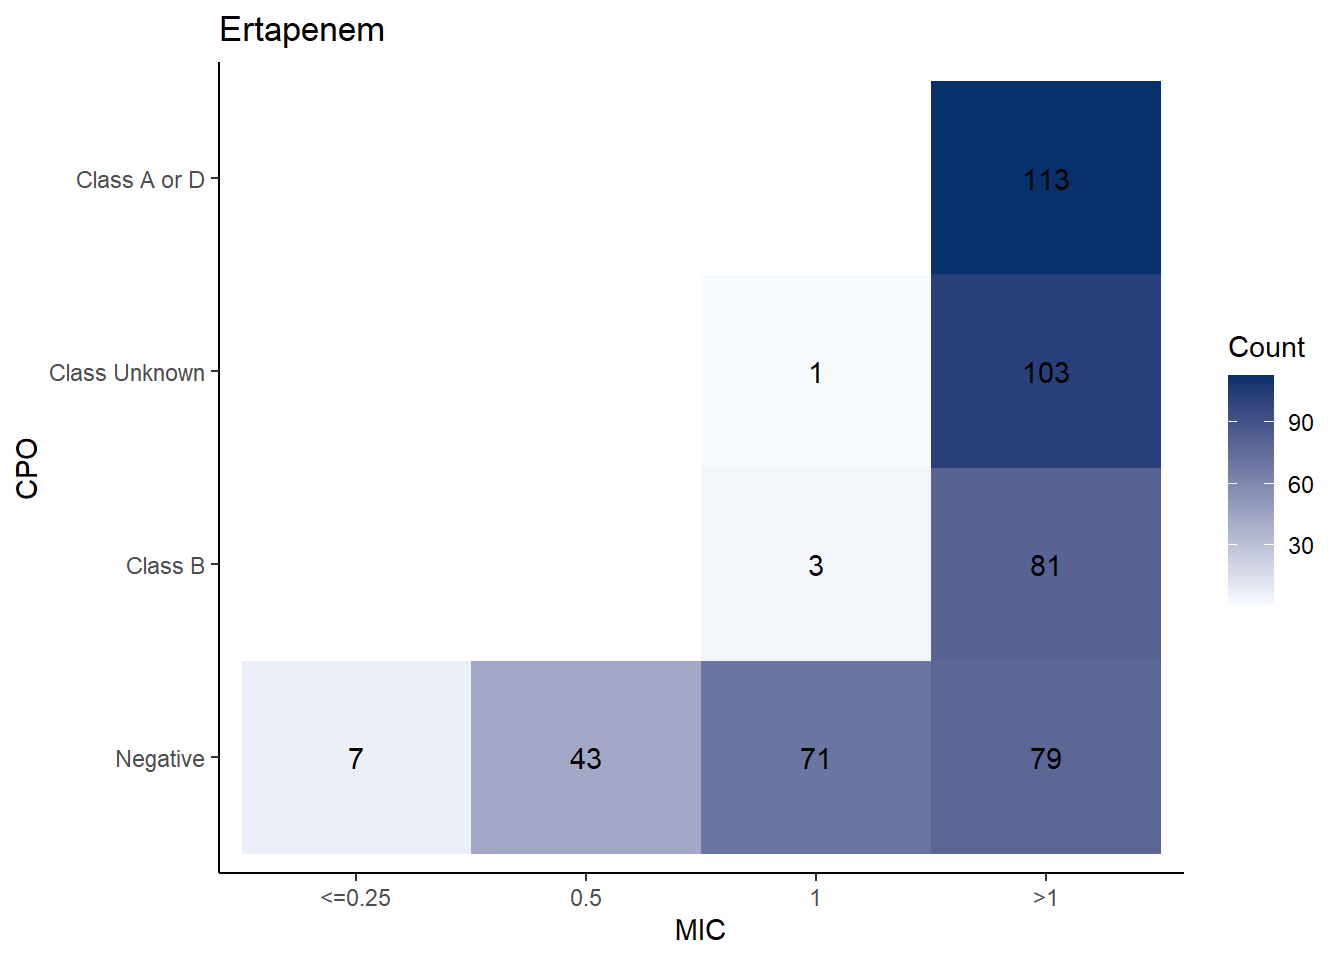 Ertapenem
Class A or D
113
Class Unknown
1
103
Class B
3
81
Negative
7
43
71
79
<=0.25
0.5
1
>1
MIC
CPO
Count
90
60
30